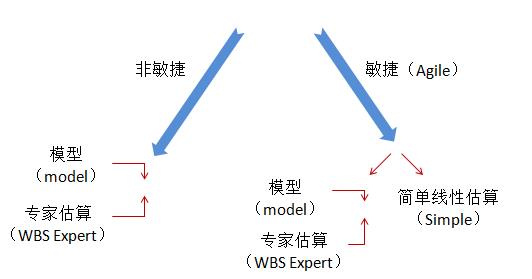 非敏捷
敏捷（Agile）
模型
（model）
专家估算
（WBS Expert）
模型
（model）
专家估算
（WBS Expert）
简单线性估算
（Simple）